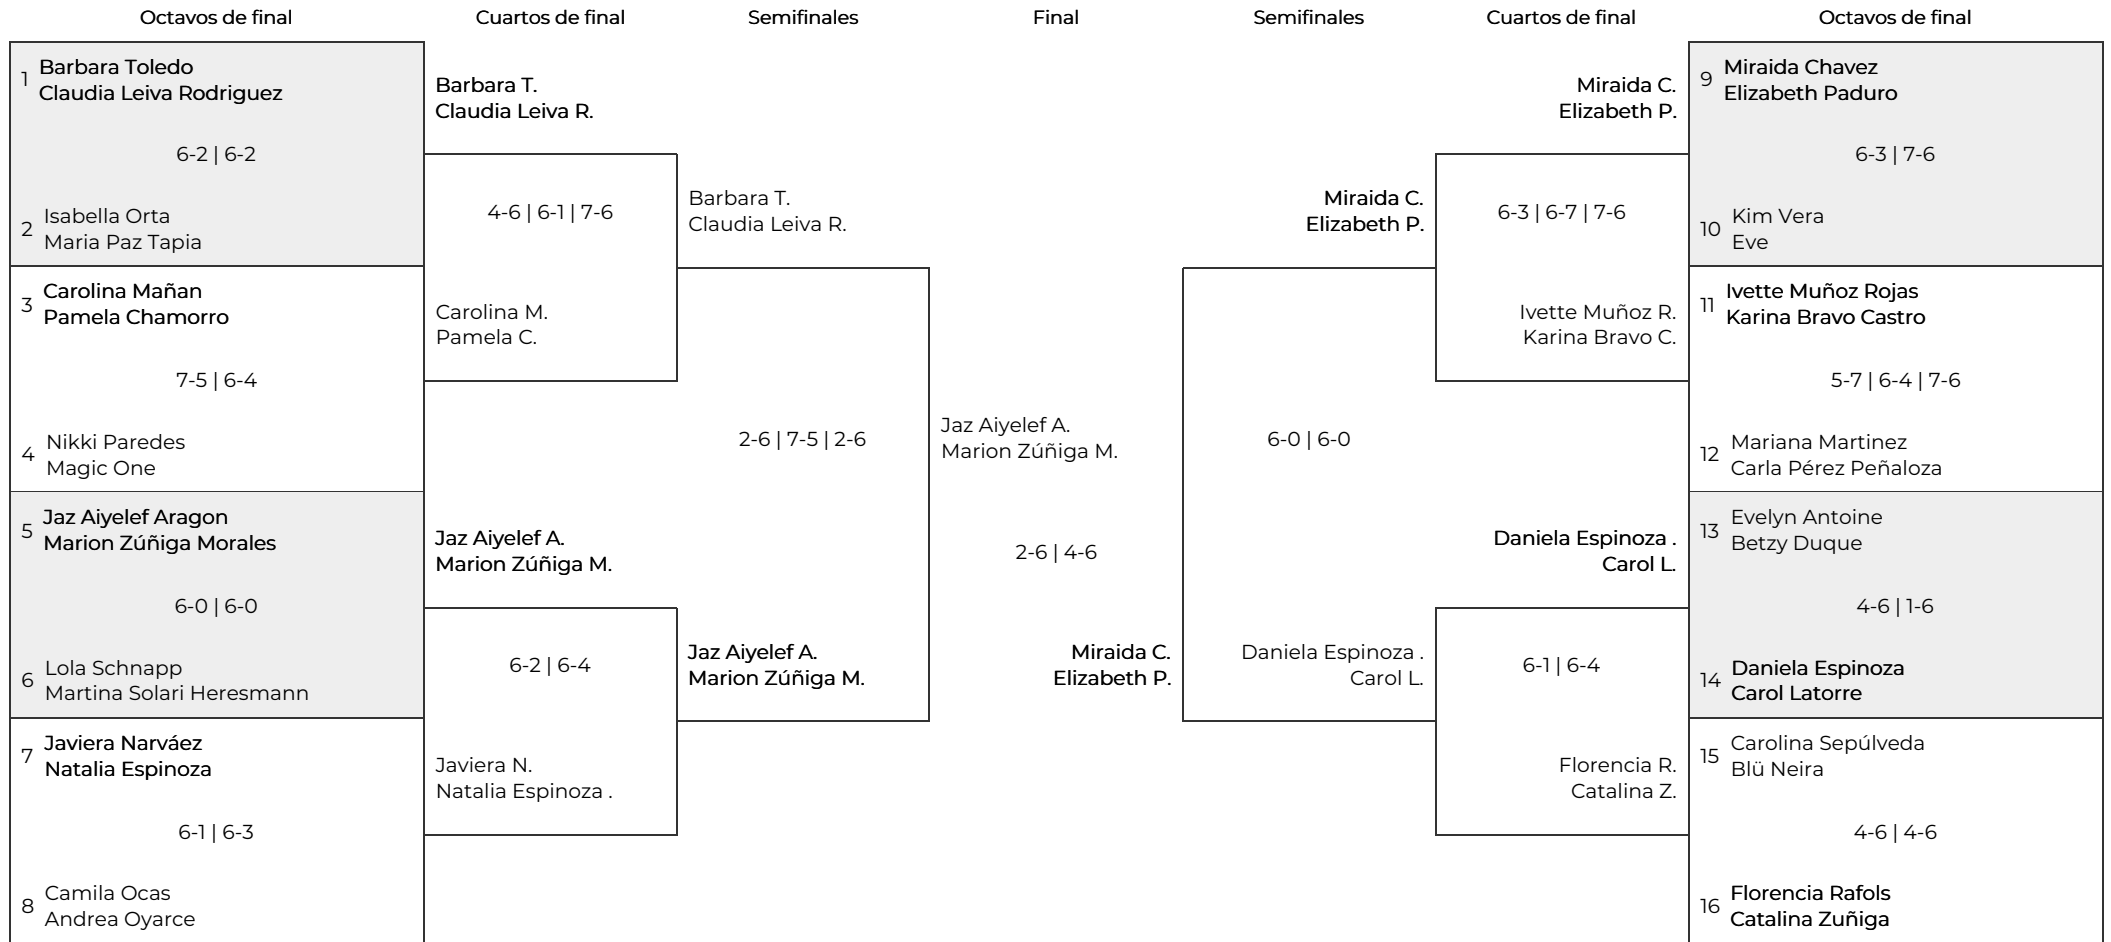 Octavos de final
Cuartos de final
Semifinales
Final
Semifinales
Cuartos de final
Octavos de final
1
Barbara Toledo
Claudia Leiva Rodriguez
6-2 | 6-2
2
Isabella Orta
Maria Paz Tapia
3
Carolina Mañan
Pamela Chamorro
7-5 | 6-4
4
Nikki Paredes
Magic One
5
Jaz Aiyelef Aragon
Marion Zúñiga Morales
6-0 | 6-0
6
Lola Schnapp
Martina Solari Heresmann
7
Javiera Narváez
Natalia Espinoza
6-1 | 6-3
8
Camila Ocas
Andrea Oyarce
Barbara T.
Claudia Leiva R.
4-6 | 6-1 | 7-6
Carolina M.
Pamela C.
Jaz Aiyelef A.
Marion Zúñiga M.
6-2 | 6-4
Javiera N.
Natalia Espinoza .
Barbara T.
Claudia Leiva R.
2-6 | 7-5 | 2-6
Jaz Aiyelef A.
Marion Zúñiga M.
Jaz Aiyelef A.
Marion Zúñiga M.
2-6 | 4-6
Miraida C.
Elizabeth P.
Miraida C.
Elizabeth P.
6-0 | 6-0
Daniela Espinoza .
Carol L.
Miraida C.
Elizabeth P.
6-3 | 6-7 | 7-6
Ivette Muñoz R.
Karina Bravo C.
Daniela Espinoza .
Carol L.
6-1 | 6-4
Florencia R.
Catalina Z.
9
Miraida Chavez
Elizabeth Paduro
6-3 | 7-6
10
Kim Vera
Eve
11
Ivette Muñoz Rojas
Karina Bravo Castro
5-7 | 6-4 | 7-6
12
Mariana Martinez
Carla Pérez Peñaloza
13
Evelyn Antoine
Betzy Duque
4-6 | 1-6
14
Daniela Espinoza
Carol Latorre
15
Carolina Sepúlveda
Blü Neira
4-6 | 4-6
16
Florencia Rafols
Catalina Zuñiga